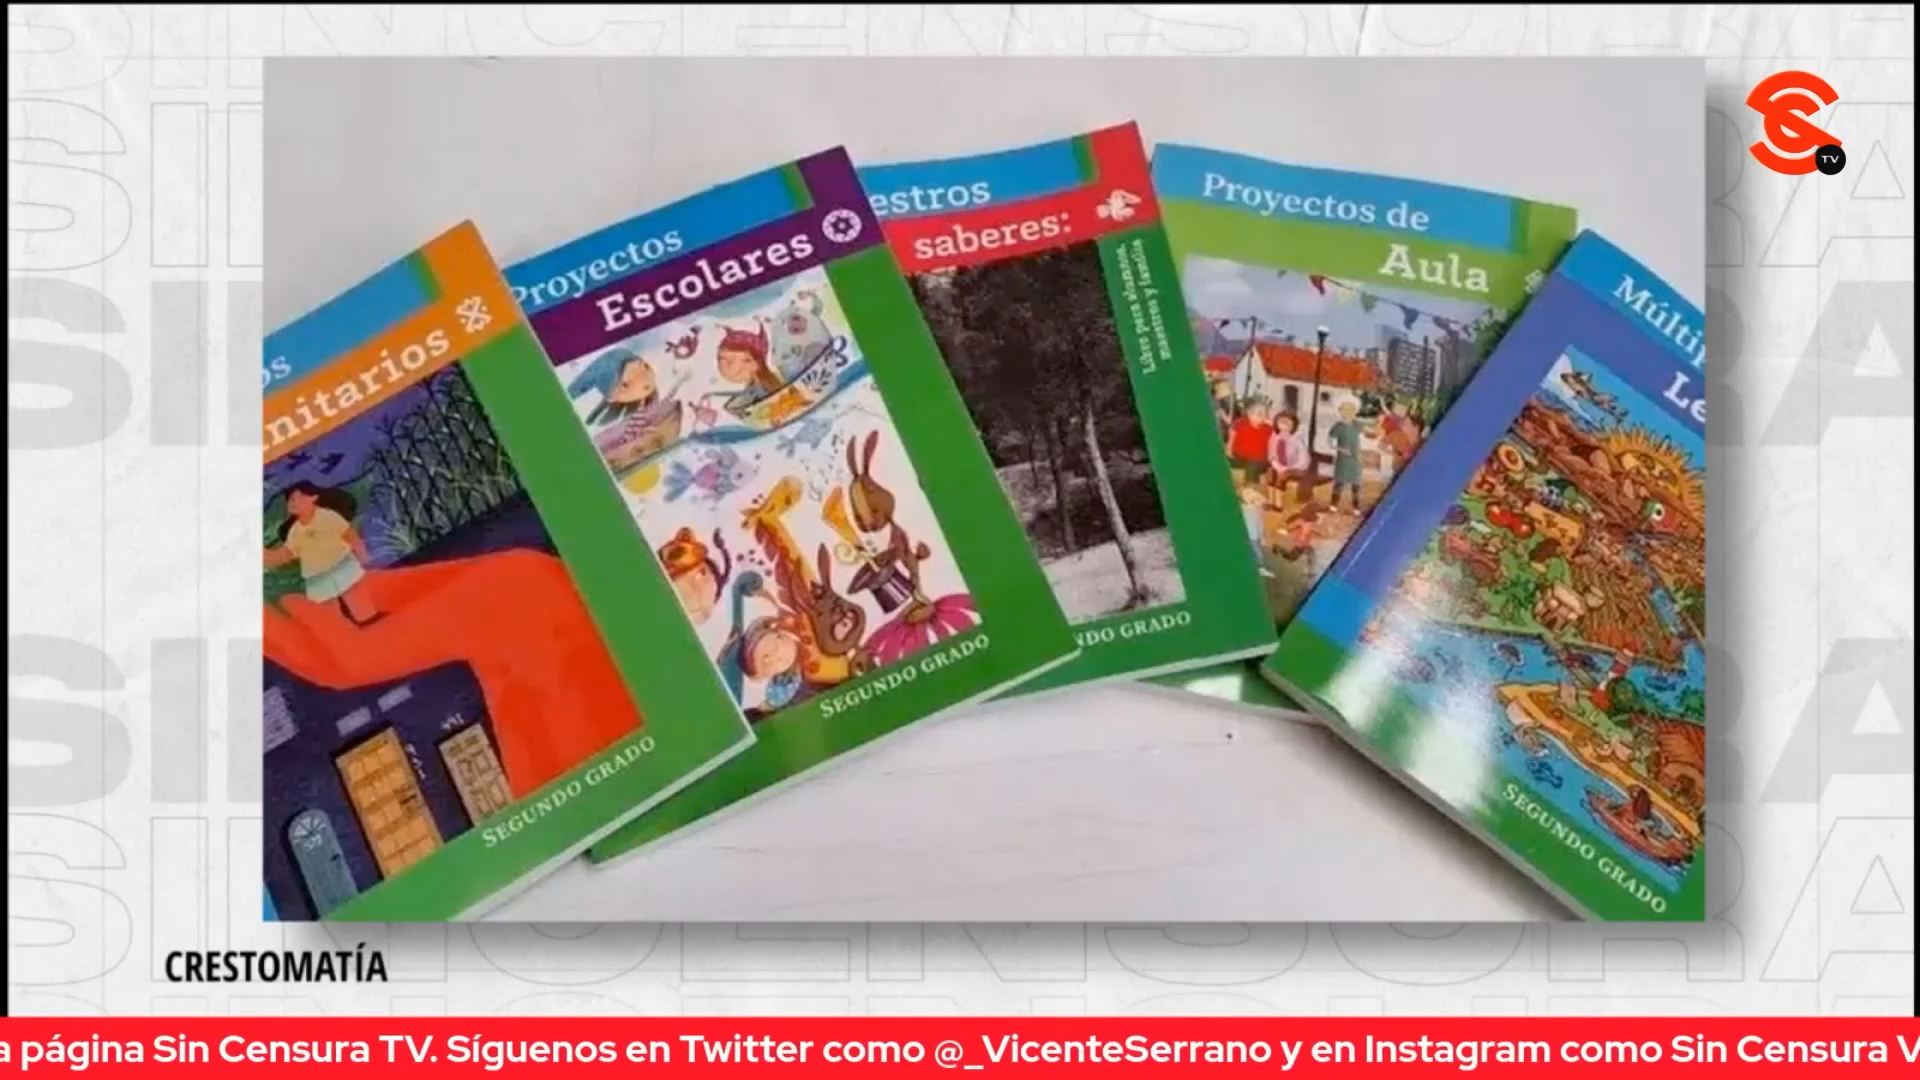 nitarios
SEGUNDO GRADO
Proyectos
Escolares
SEGUNDO GRADO
estros
saberes:
Libro para alumnos,
maestros y familia
NDO GRADO
Proyectos de
Aula
Múltip
Le
SEGUNDO GRADO
TV
CRESTOMATÍA
a página Sin Censura TV. Síguenos en Twitter como @_VicenteSerrano y en Instagram como Sin Censura V